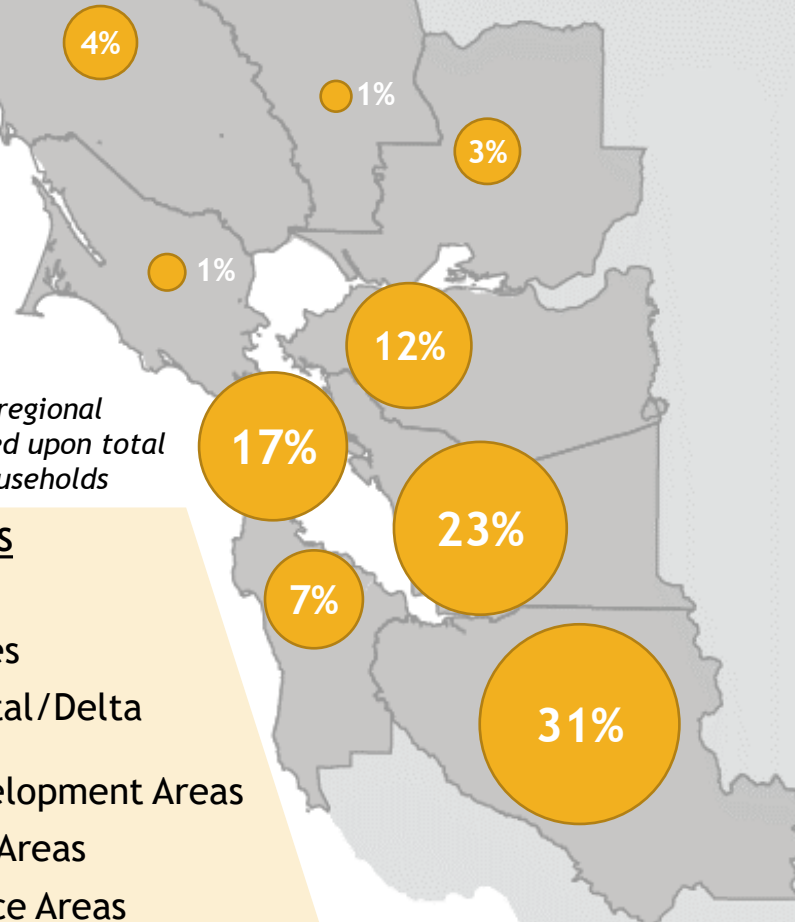 4%
1%
3%
1%
12%
regional
ed upon total
useholds
17%
23%
s
7%
es
tal/Delta
31%
elopment Areas
Areas
ce Areas